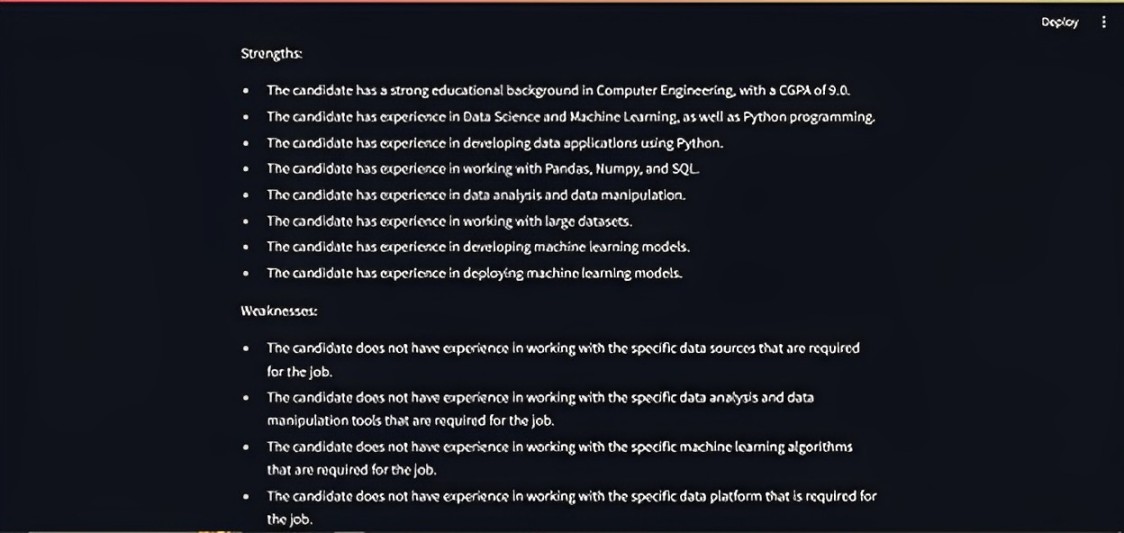 Deploy
Strengths:
• The candidate has a strong educational background in Computer Engineering, with a CGPA of 9.0.
• The candidate has experience in Data Science and Machine Learning, as well as Python programming.
• The candidate has experience in developing data applications using Python.
• The candidate has experience in working with Pandas, Numpy, and SQL.
• The candidate has experience in data analysis and data manipulation.
• The candidate has experience in working with large datasets.
• The candidate has experience in developing machine learning models.
• The candidate has experience in deploying machine learning models.
Weaknesses:
• The candidate does not have experience in working with the specific data sources that are required
for the job.
• The candidate does not have experience in working with the specific data analysis and data
manipulation tools that are required for the job.
• The candidate does not have experience in working with the specific machine learning algorithms
that are required for the job.
• The candidate does not have experience in working with the specific data platform that is required for
the job.